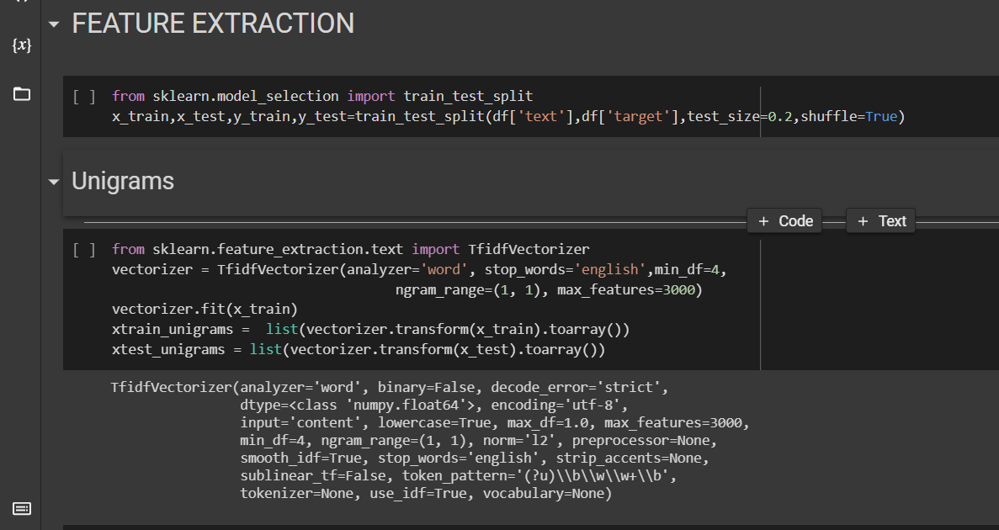 FEATURE EXTRACTION
{x}
[ ] from sklearn.model_selection import train_test_split
x_train,x_test,y_train,y_test=train_test_split(df['text'],df['target'],test_size=0.2,shuffle=True)
Unigrams
+ Code + Text
[ ] from sklearn.feature_extraction.text import TfidfVectorizer
vectorizer = TfidfVectorizer(analyzer='word', stop_words='english',min_df=4,
ngram_range=(1, 1), max_features=3000)
vectorizer.fit(x_train)
xtrain_unigrams =  list(vectorizer.transform(x_train).toarray())
xtest_unigrams = list(vectorizer.transform(x_test).toarray())
TfidfVectorizer(analyzer='word', binary=False, decode_error='strict',
dtype=<class 'numpy.float64'>, encoding='utf-8',
input='content', lowercase=True, max_df=1.0, max_features=3000,
min_df=4, ngram_range=(1, 1), norm='l2', preprocessor=None,
smooth_idf=True, stop_words='english', strip_accents=None,
sublinear_tf=False, token_pattern='(?u)\\b\\w\\w+\\b',
tokenizer=None, use_idf=True, vocabulary=None)